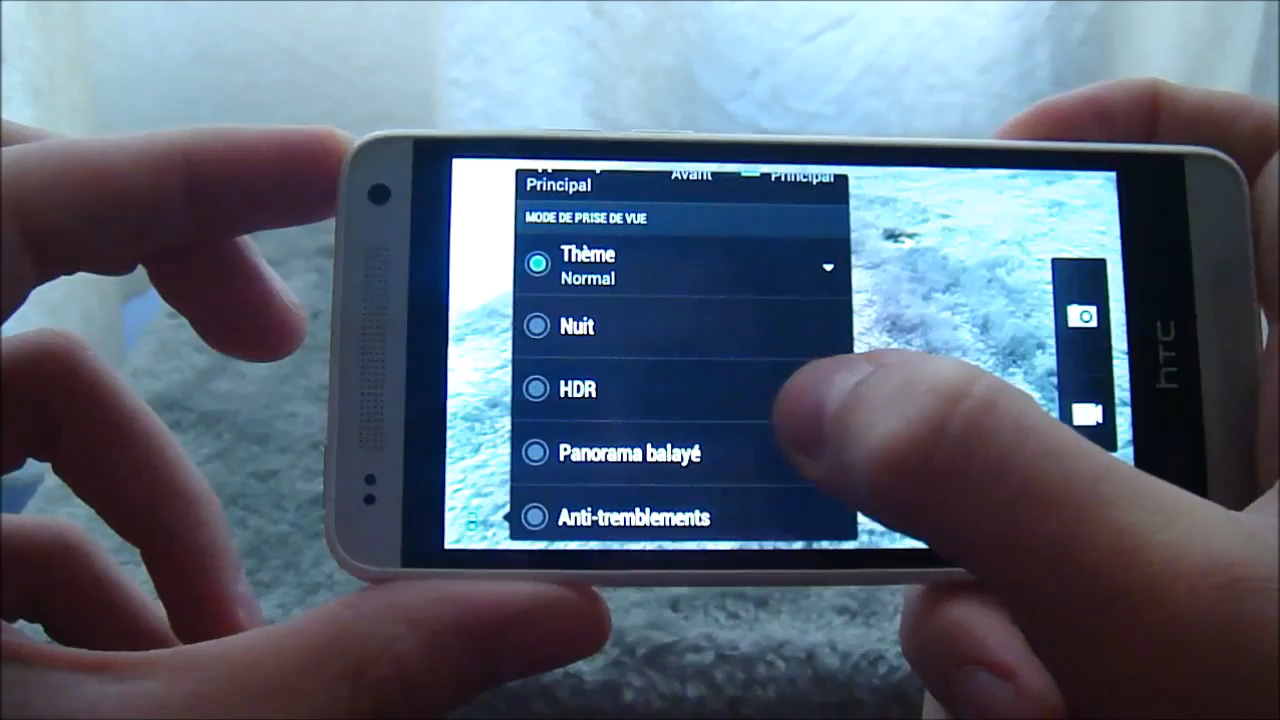 Avant
Principal
Principal
MODE DE PRISE DE VUE
Thème
Normal
Nuit
HDR
Panorama balayé
Anti-tremblements
hTC